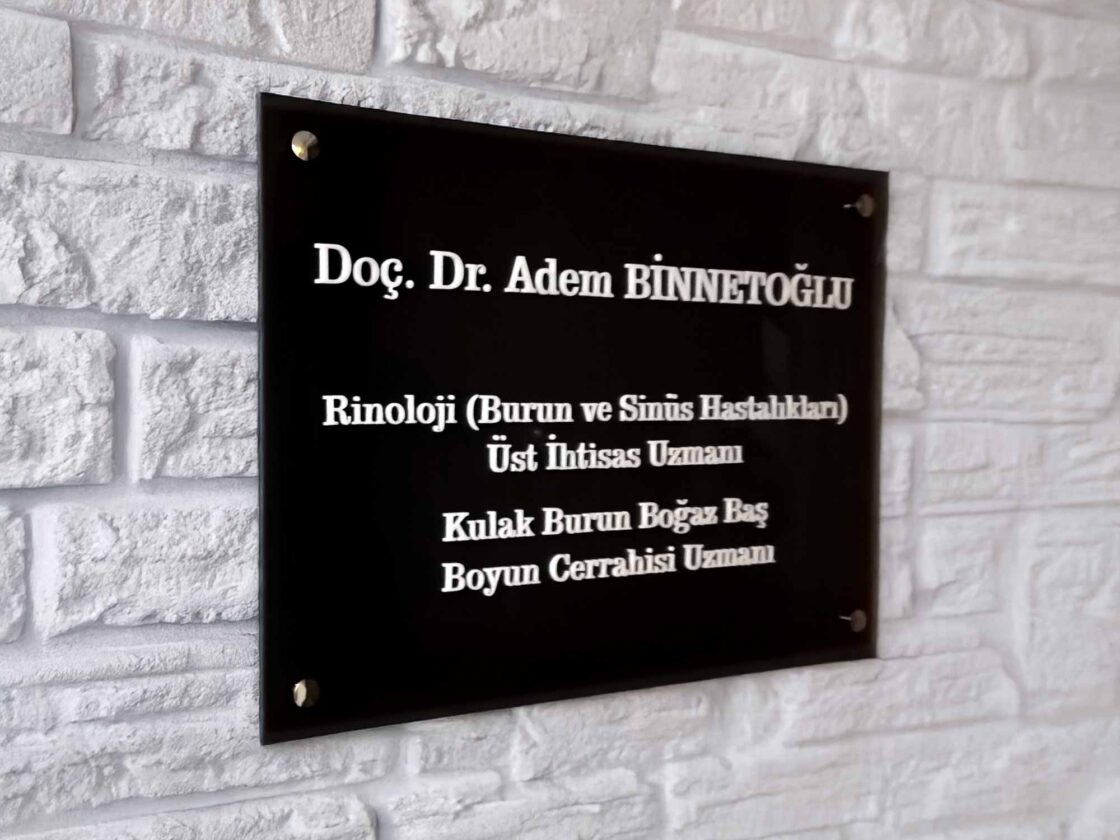 Doç. Dr. Adem BİNNETOĞLU
Rinoloji (Burun ve Sinüs Hastalıkları)
Üst İhtisas Uzmanı
Kulak Burun Boğaz Baş
Boyun Cerrahisi Uzmanı